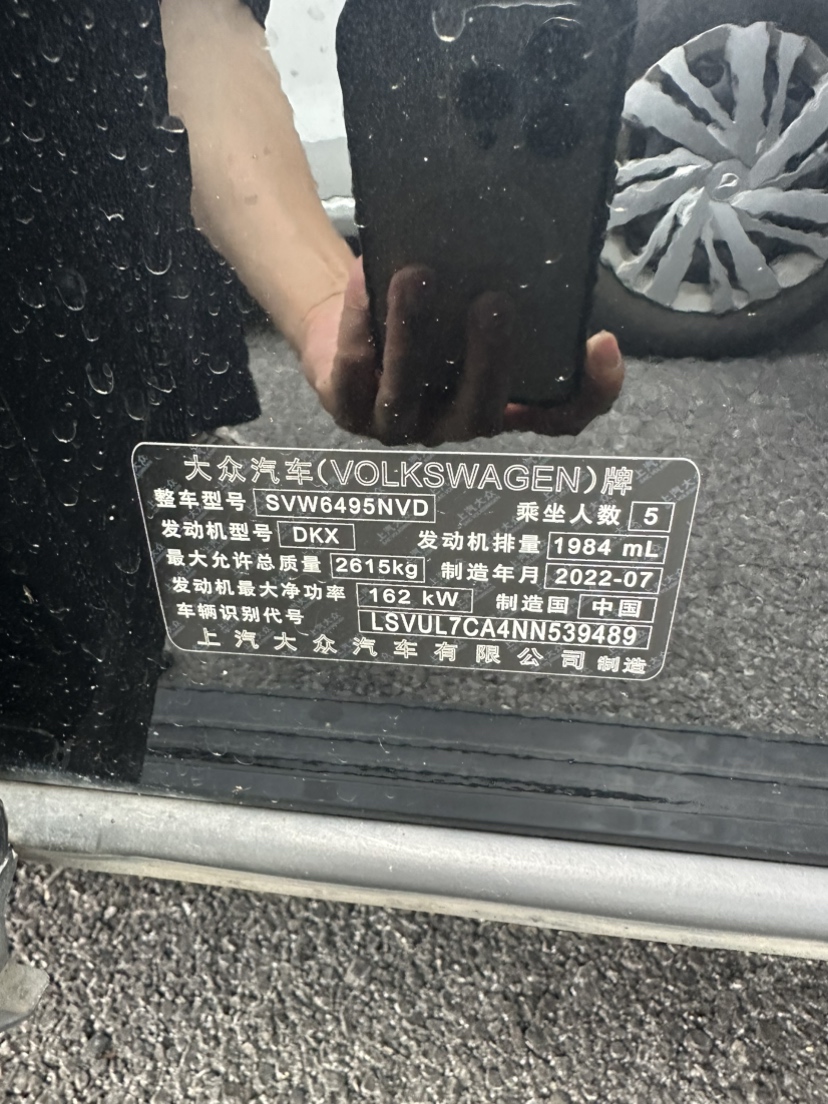 大众汽车(VOLKSWAGEN)牌
整车型号 SVW6495NVD 乘坐人数 5
发动机型号 DKX 发动机排量 1984 mL
最大允许总质量 2615kg 制造年月 2022-07
发动机最大净功率 162 kW 制造国 中国
车辆识别代号 LSVUL7CA4NN539489
上汽大众汽车有限公司 制造